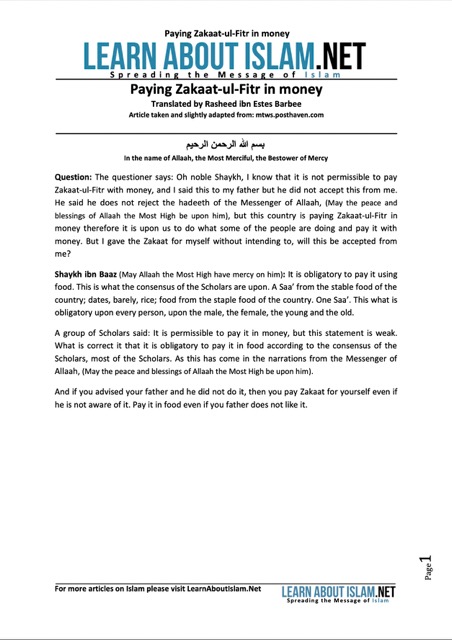 Paying Zakaat-ul-Fitr in money
LEARN ABOUT ISLAM.NET
Spreading the Message of Islam
Paying Zakaat-ul-Fitr in money
Translated by Rasheed ibn Estes Barbee
Article taken and slightly adapted from: mtws.posthaven.com
بسم الله الرحمن الرحيم
In the name of Allaah, the Most Merciful, the Bestower of Mercy
Question: The questioner says: Oh noble Shaykh, I know that it is not permissible to pay
Zakaat-ul-Fitr with money, and I said this to my father but he did not accept this from me.
He said he does not reject the hadeeth of the Messenger of Allaah, (May the peace and
blessings of Allaah the Most High be upon him), but this country is paying Zakaat-ul-Fitr in
money therefore it is upon us to do what some of the people are doing and pay it with
money. But I gave the Zakaat for myself without intending to, will this be accepted from
me?
Shaykh ibn Baaz (May Allaah the Most High have mercy on him): It is obligatory to pay it using
food. This is what the consensus of the Scholars are upon. A Saa’ from the stable food of the
country; dates, barely, rice; food from the staple food of the country. One Saa’. This what is
obligatory upon every person, upon the male, the female, the young and the old.
A group of Scholars said: It is permissible to pay it in money, but this statement is weak.
What is correct it that it is obligatory to pay it in food according to the consensus of the
Scholars, most of the Scholars. As this has come in the narrations from the Messenger of
Allaah, (May the peace and blessings of Allaah the Most High be upon him).
And if you advised your father and he did not do it, then you pay Zakaat for yourself even if
he is not aware of it. Pay it in food even if you father does not like it.
Page 1
For more articles on Islam please visit LearnAboutIslam.Net
LEARN ABOUT ISLAM.NET
Spreading the Message of Islam